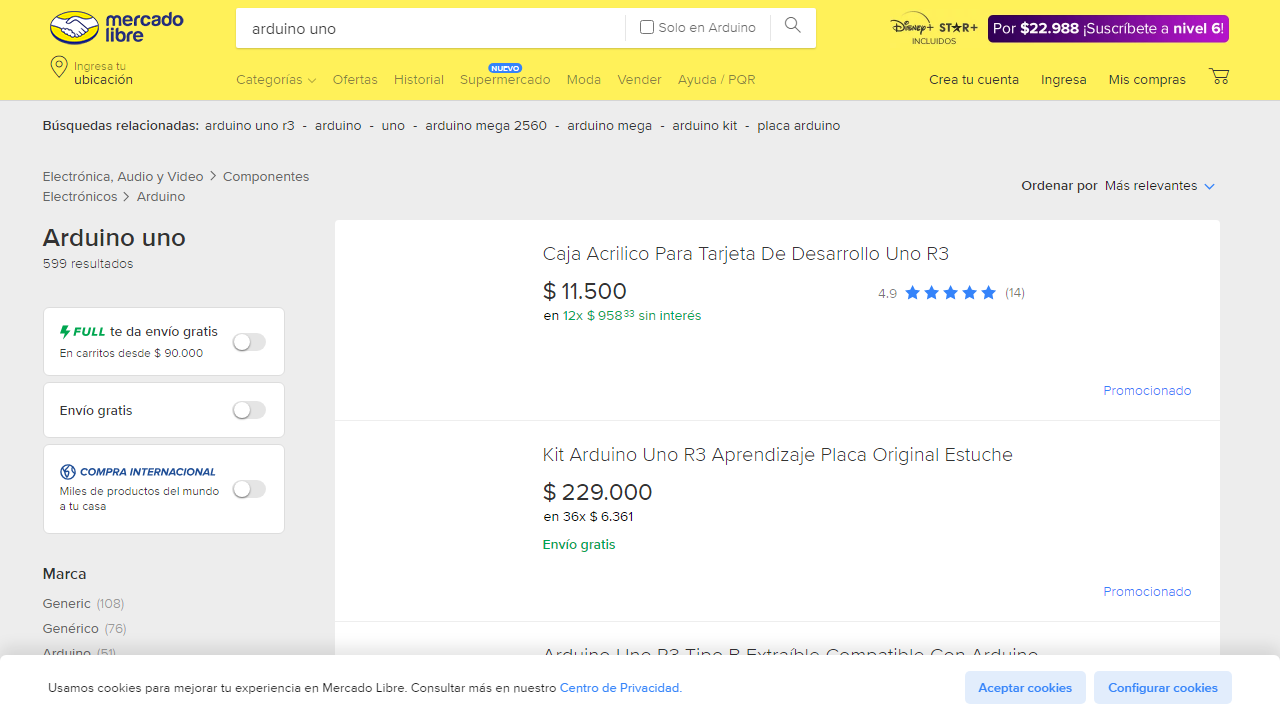 mercado
libre
arduino uno
Solo en Arduino
Disney+ STAR+
INCLUIDOS
Por $22.988 ¡Suscríbete a nivel 6!
Ingresa tu
ubicación
Categorías
Ofertas
Historial
Supermercado
NUEVO
Moda
Vender
Ayuda / PQR
Crea tu cuenta
Ingresa
Mis compras
Búsquedas relacionadas: arduino uno r3 - arduino - uno - arduino mega 2560 - arduino mega - arduino kit - placa arduino
Electrónica, Audio y Video > Componentes
Electrónicos > Arduino
Ordenar por Más relevantes
Arduino uno
599 resultados
FULL te da envío gratis
En carritos desde $ 90.000
Envío gratis
COMPRA INTERNACIONAL
Miles de productos del mundo
a tu casa
Marca
Generic (108)
Genérico (76)
Arduino (51)
Caja Acrilico Para Tarjeta De Desarrollo Uno R3
$ 11.500
4.9 (14)
en 12x $ 958 33 sin interés
Promocionado
Kit Arduino Uno R3 Aprendizaje Placa Original Estuche
$ 229.000
en 36x $ 6.361
Envío gratis
Promocionado
Arduino Uno R3 Tipo B Extraíble Compatible Con Arduino
Usamos cookies para mejorar tu experiencia en Mercado Libre. Consultar más en nuestro Centro de Privacidad.
Aceptar cookies
Configurar cookies